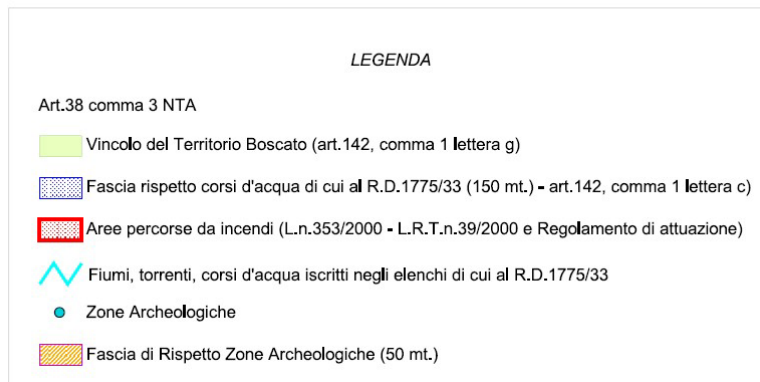 LEGENDA
Art.38 comma 3 NTA
Vincolo del Territorio Boscato (art.142, comma 1 lettera g)
Fascia rispetto corsi d'acqua di cui al R.D.1775/33 (150 mt.) - art.142, comma 1 lettera c)
Aree percorse da incendi (L.n.353/2000 - L.R.T.n.39/2000 e Regolamento di attuazione)
Fiumi, torrenti, corsi d'acqua iscritti negli elenchi di cui al R.D.1775/33
Zone Archeologiche
Fascia di Rispetto Zone Archeologiche (50 mt.)